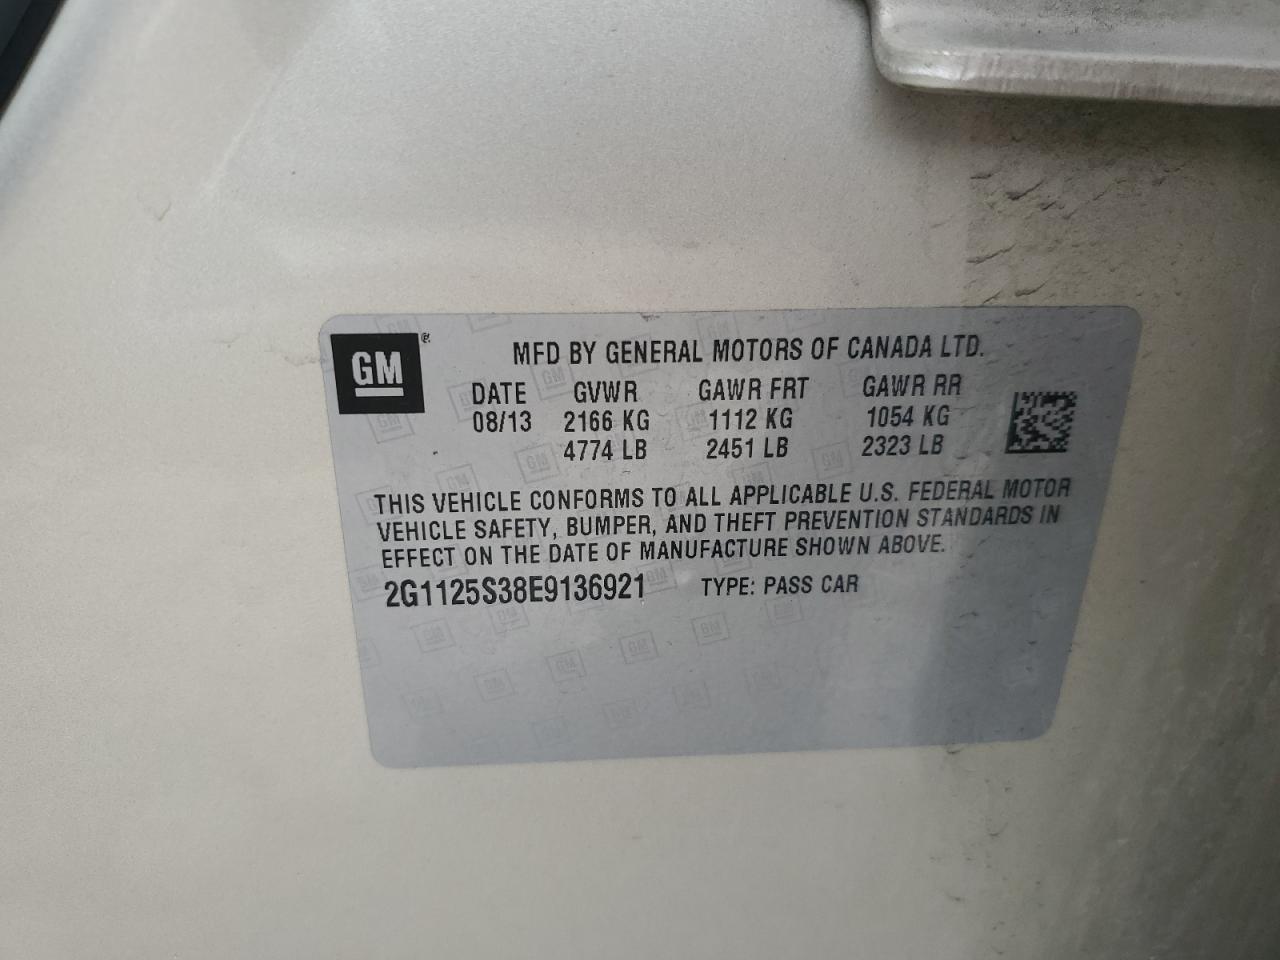 GM®
MFD BY GENERAL MOTORS OF CANADA LTD.
DATE GVWR GAWR FRT GAWR RR
08/13 2166 KG 1112 KG 1054 KG
4774 LB 2451 LB 2323 LB
THIS VEHICLE CONFORMS TO ALL APPLICABLE U.S. FEDERAL MOTOR
VEHICLE SAFETY, BUMPER, AND THEFT PREVENTION STANDARDS IN
EFFECT ON THE DATE OF MANUFACTURE SHOWN ABOVE.
2G1125S38E9136921 TYPE: PASS CAR